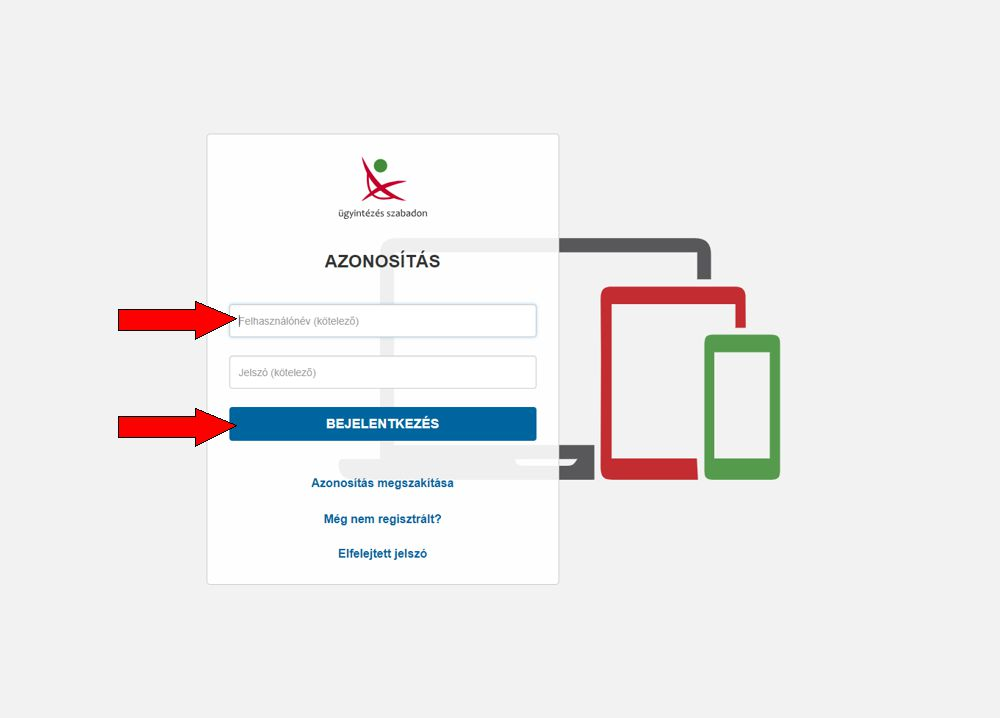 ügyintézés szabadon
AZONOSÍTÁS
Felhasználónév (kötelező)
Jelszó (kötelező)
BEJELENTKEZÉS
Azonosítás megszakítása
Még nem regisztrált?
Elfelejtett jelszó